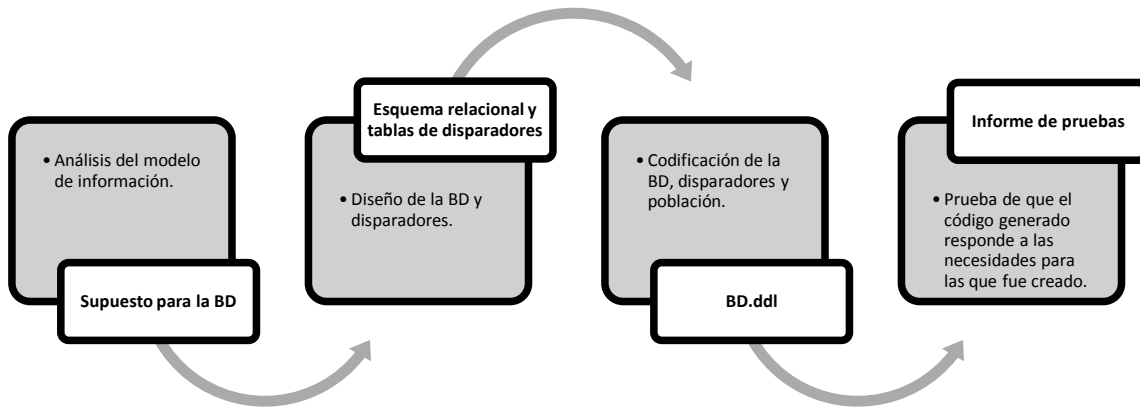 • Análisis del modelo
de información.
Supuesto para la BD
Esquema relacional y
tablas de disparadores
• Diseño de la BD y
disparadores.
• Codificación de la
BD, disparadores y
población.
BD.ddl
Informe de pruebas
• Prueba de que el
código generado
responde a las
necesidades para
las que fue creado.